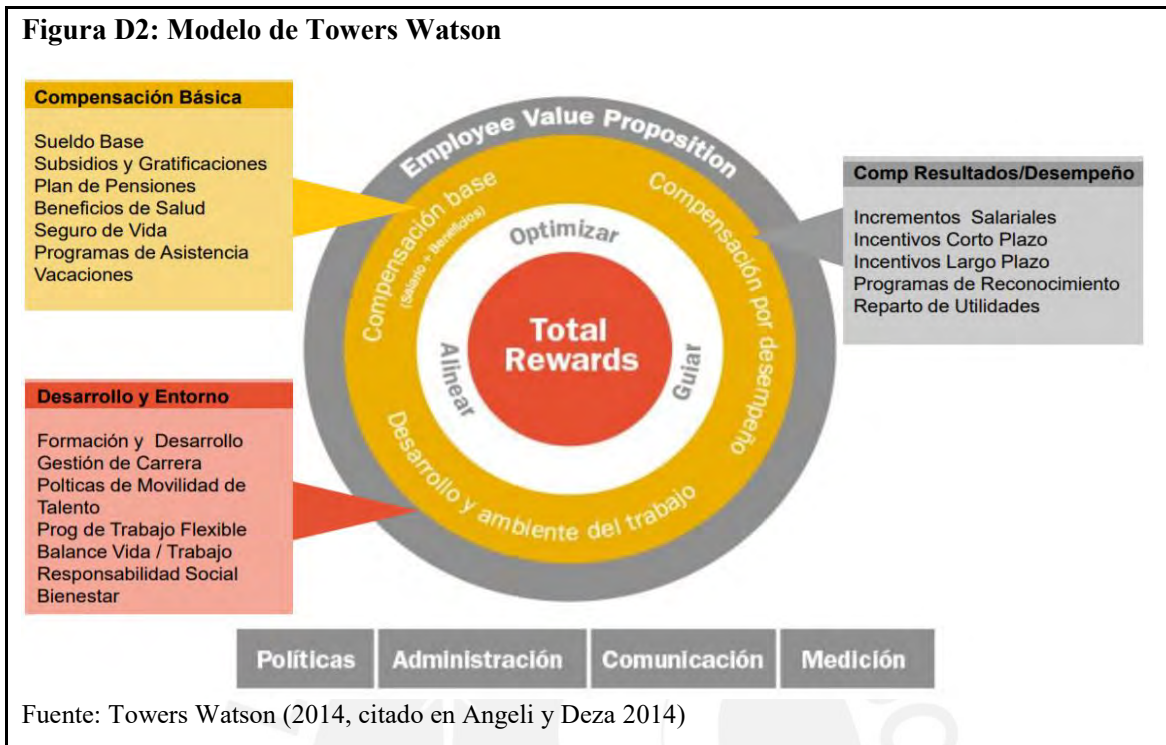 Figura D2: Modelo de Towers Watson
Compensación Básica
Sueldo Base
Subsidios y Gratificaciones
Plan de Pensiones
Beneficios de Salud
Seguro de Vida
Programas de Asistencia
Vacaciones
Desarrollo y Entorno
Formación y Desarrollo
Gestión de Carrera
Polticas de Movilidad de
Talento
Prog de Trabajo Flexible
Balance Vida / Trabajo
Responsabilidad Social
Bienestar
Employee Value Proposition
Compensación base
(Salario + Beneficios)
Compensación por desempeño
Desarrollo y ambiente del trabajo
Optimizar
Alinear
Guiar
Total
Rewards
Comp Resultados/Desempeño
Incrementos Salariales
Incentivos Corto Plazo
Incentivos Largo Plazo
Programas de Reconocimiento
Reparto de Utilidades
Políticas
Administración
Comunicación
Medición
Fuente: Towers Watson (2014, citado en Angeli y Deza 2014)